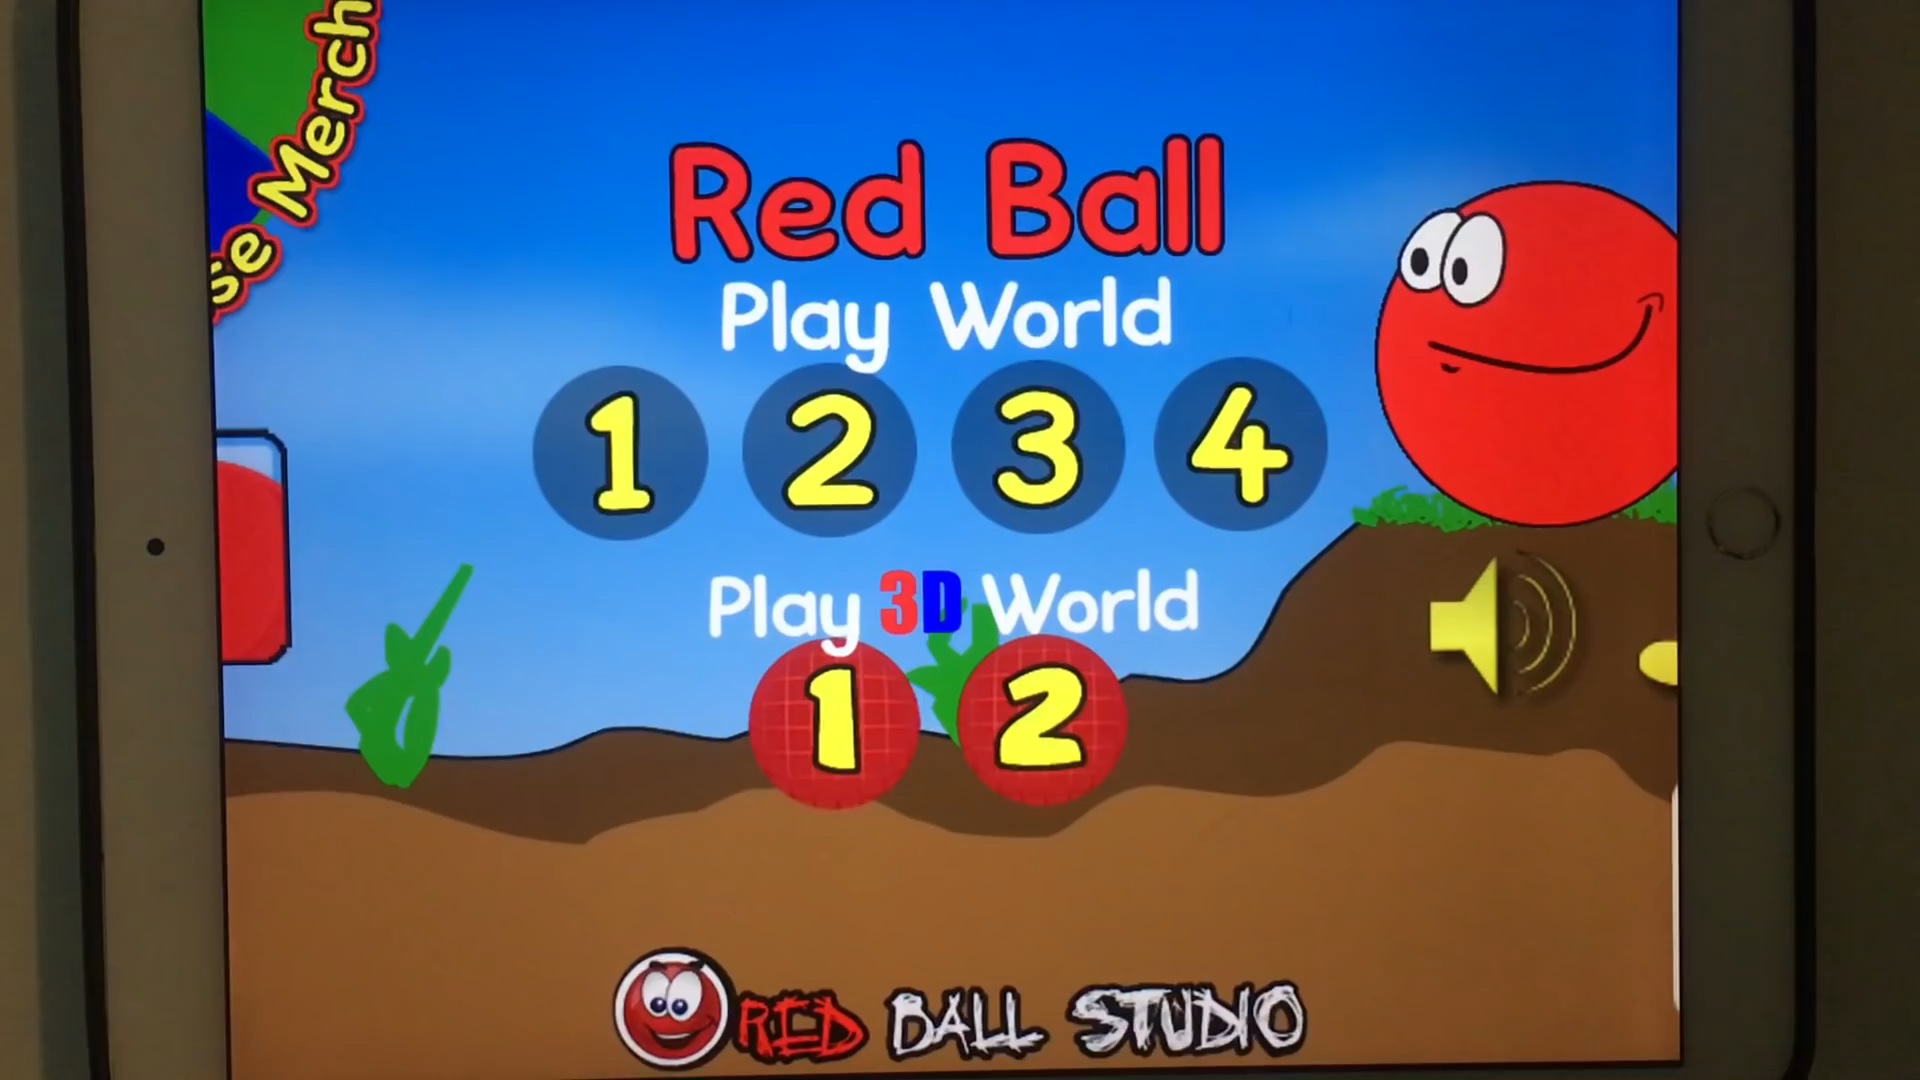 Merch
Red Ball
Play World
1 2 3 4
Play 3D World
1 2
RED BALL STUDIO